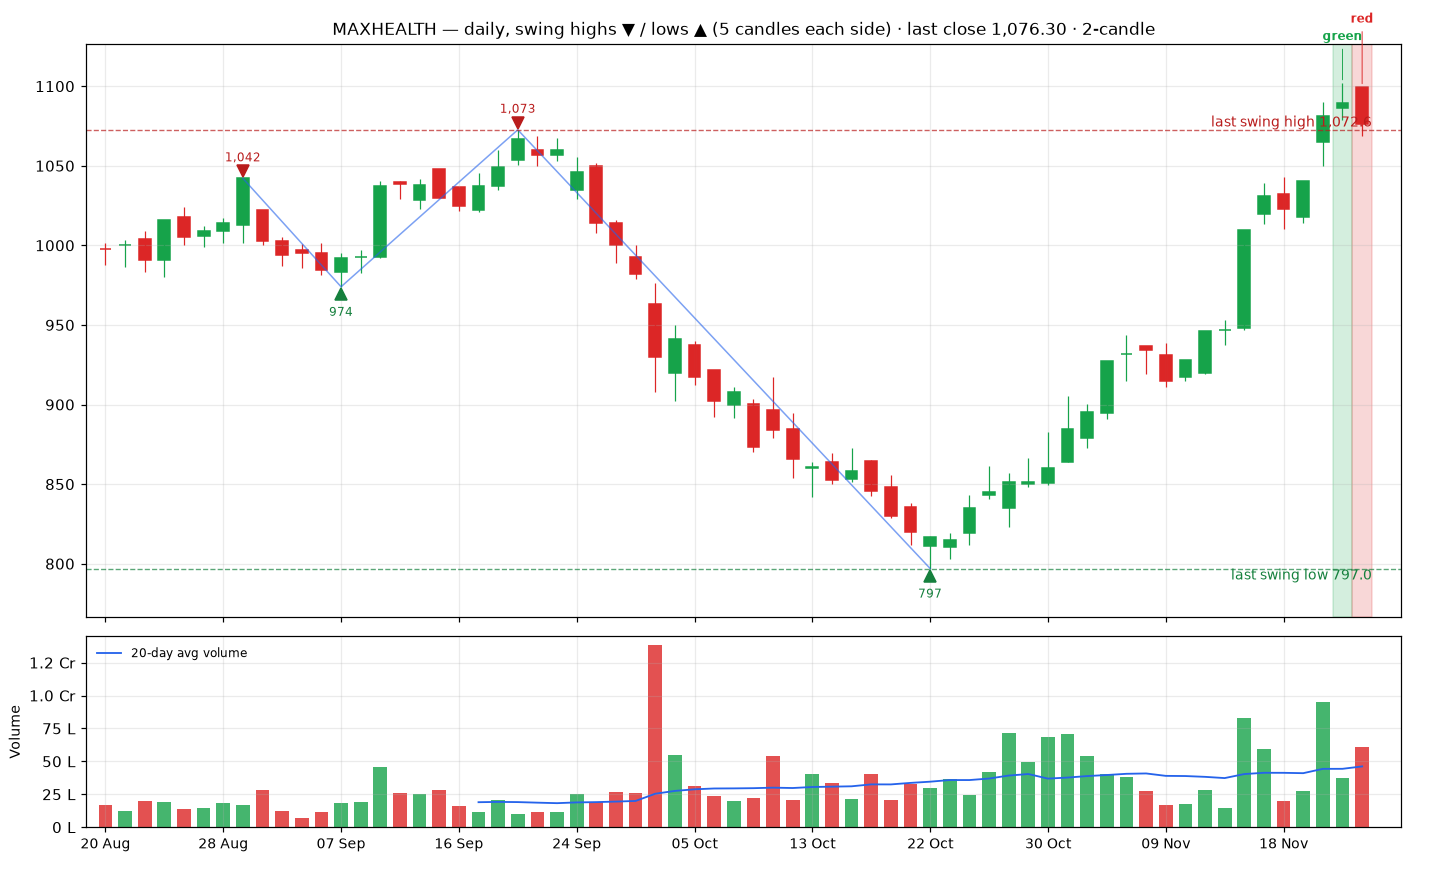 MAXHEALTH — daily, swing highs ▼ / lows ▲ (5 candles each side) · last close 1,076.30 · 2-candle
red
green
1100
1050
1000
950
900
850
800
1,042
974
1,073
797
last swing high 1,072.6
last swing low 797.0
20-day avg volume
Volume
1.2 Cr
1.0 Cr
75 L
50 L
25 L
0 L
20 Aug
28 Aug
07 Sep
16 Sep
24 Sep
05 Oct
13 Oct
22 Oct
30 Oct
09 Nov
18 Nov